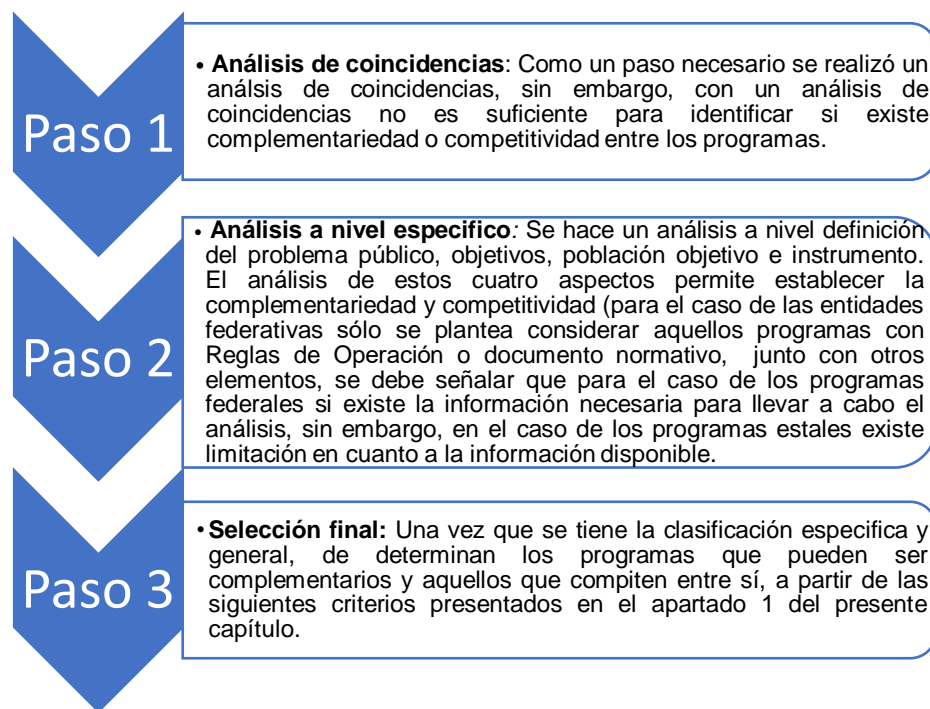 Paso 1
• Análisis de coincidencias: Como un paso necesario se realizó un
análsis de coincidencias, sin embargo, con un análisis de
coincidencias no es suficiente para identificar si existe
complementariedad o competitividad entre los programas.
Paso 2
• Análisis a nivel especifico: Se hace un análisis a nivel definición
del problema público, objetivos, población objetivo e instrumento.
El análisis de estos cuatro aspectos permite establecer la
complementariedad y competitividad (para el caso de las entidades
federativas sólo se plantea considerar aquellos programas con
Reglas de Operación o documento normativo, junto con otros
elementos, se debe señalar que para el caso de los programas
federales si existe la información necesaria para llevar a cabo el
análisis, sin embargo, en el caso de los programas estales existe
limitación en cuanto a la información disponible.
Paso 3
• Selección final: Una vez que se tiene la clasificación especifica y
general, de determinan los programas que pueden ser
complementarios y aquellos que compiten entre sí, a partir de las
siguientes criterios presentados en el apartado 1 del presente
capítulo.